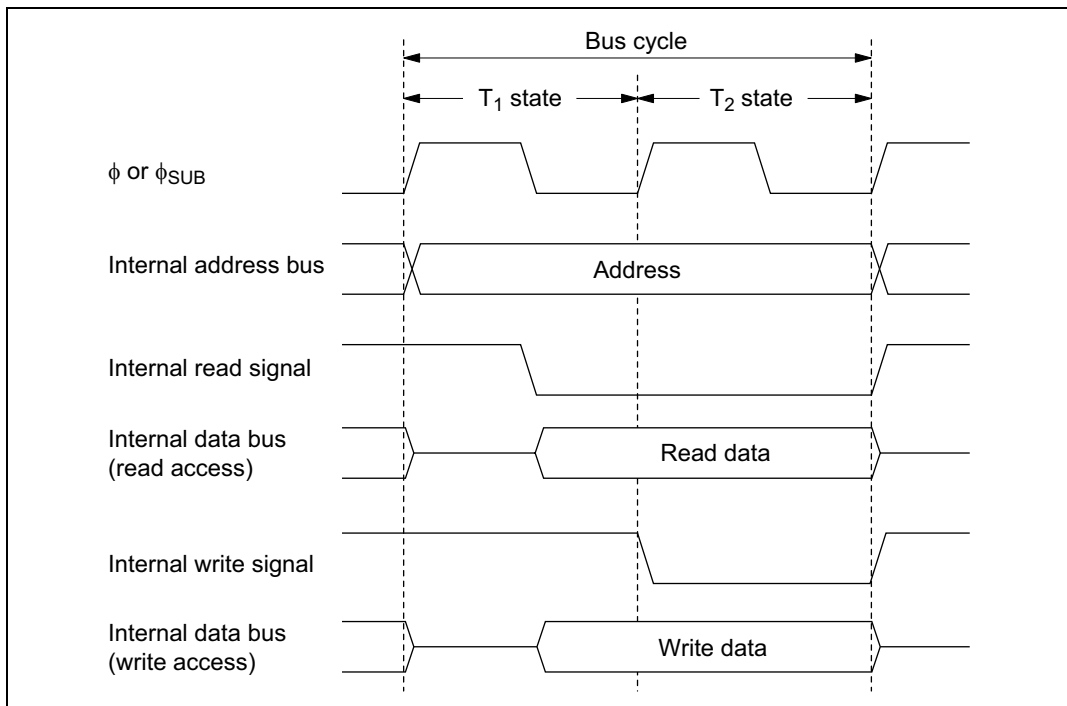 Bus cycle
T₁ state
T₂ state
ϕ or ϕSUB
Internal address bus
Address
Internal read signal
Internal data bus
(read access)
Read data
Internal write signal
Internal data bus
(write access)
Write data